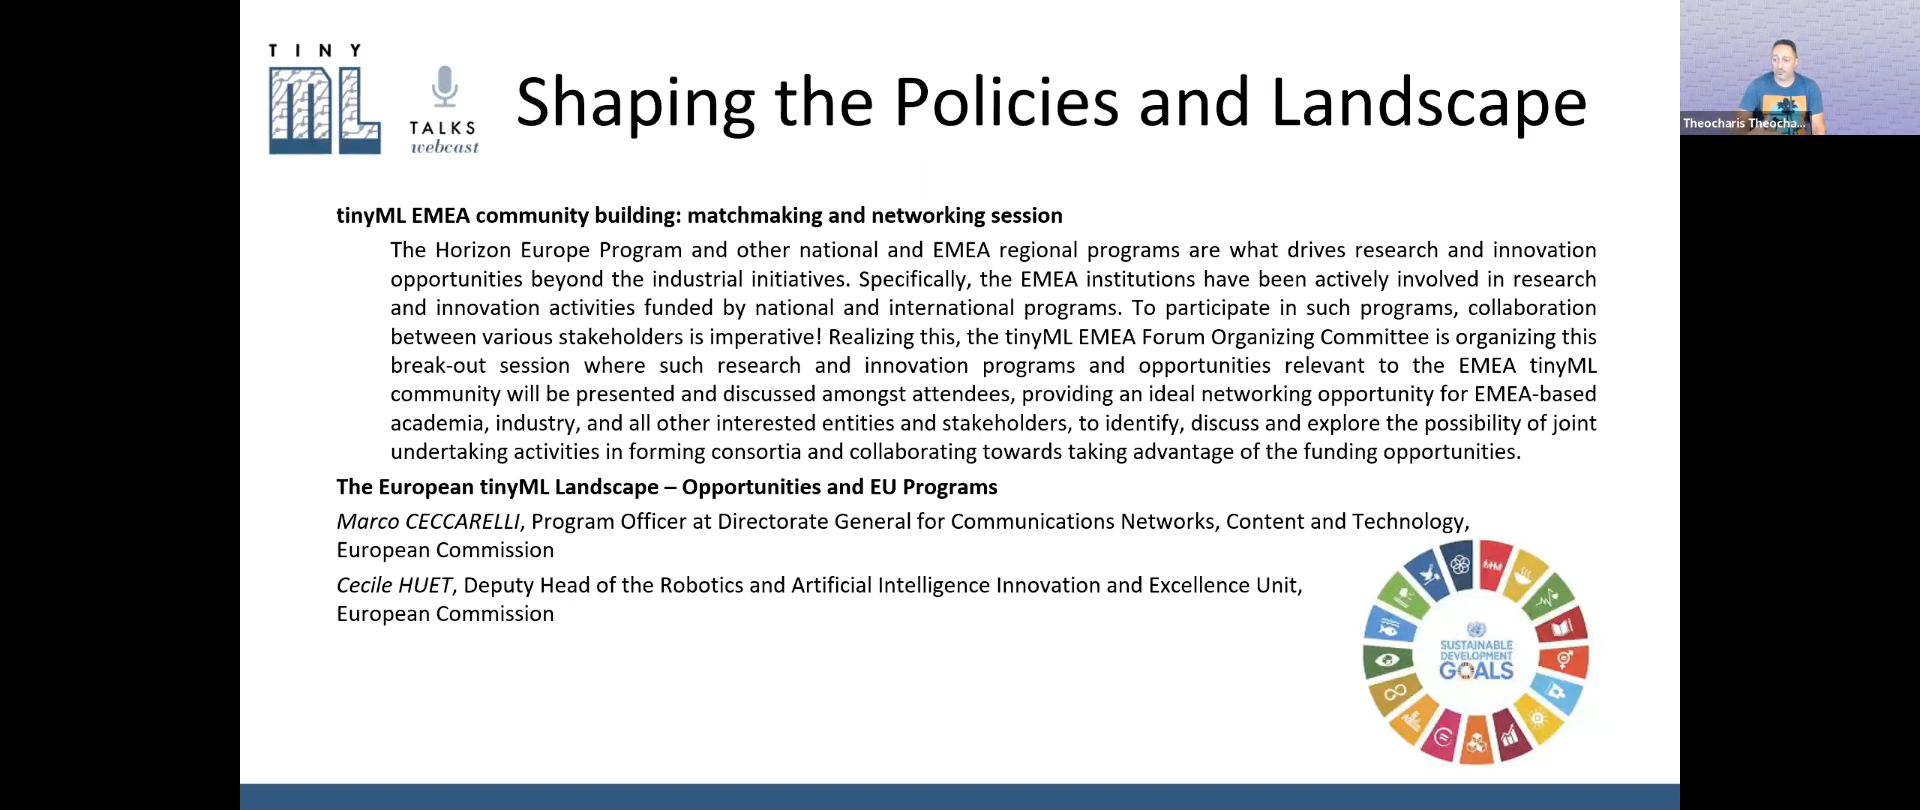 TINY
ML
TALKS
webcast
Shaping the Policies and Landscape
Theocharis Theocha...
tinyML EMEA community building: matchmaking and networking session
The Horizon Europe Program and other national and EMEA regional programs are what drives research and innovation
opportunities beyond the industrial initiatives. Specifically, the EMEA institutions have been actively involved in research
and innovation activities funded by national and international programs. To participate in such programs, collaboration
between various stakeholders is imperative! Realizing this, the tinyML EMEA Forum Organizing Committee is organizing this
break-out session where such research and innovation programs and opportunities relevant to the EMEA tinyML
community will be presented and discussed amongst attendees, providing an ideal networking opportunity for EMEA-based
academia, industry, and all other interested entities and stakeholders, to identify, discuss and explore the possibility of joint
undertaking activities in forming consortia and collaborating towards taking advantage of the funding opportunities.
The European tinyML Landscape – Opportunities and EU Programs
Marco CECCARELLI, Program Officer at Directorate General for Communications Networks, Content and Technology,
European Commission
Cecile HUET, Deputy Head of the Robotics and Artificial Intelligence Innovation and Excellence Unit,
European Commission
SUSTAINABLE
DEVELOPMENT
GOALS